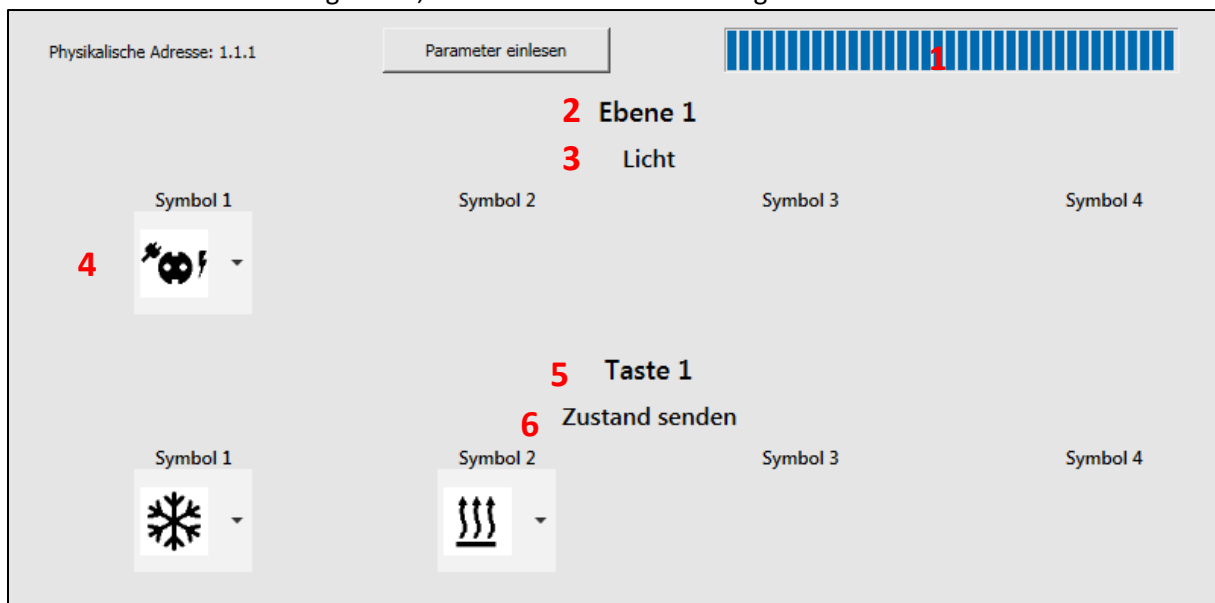 Physikalische Adresse: 1.1.1 Parameter einlesen 1
2 Ebene 1
3 Licht
Symbol 1 Symbol 2 Symbol 3 Symbol 4
4
5 Taste 1
6 Zustand senden
Symbol 1 Symbol 2 Symbol 3 Symbol 4